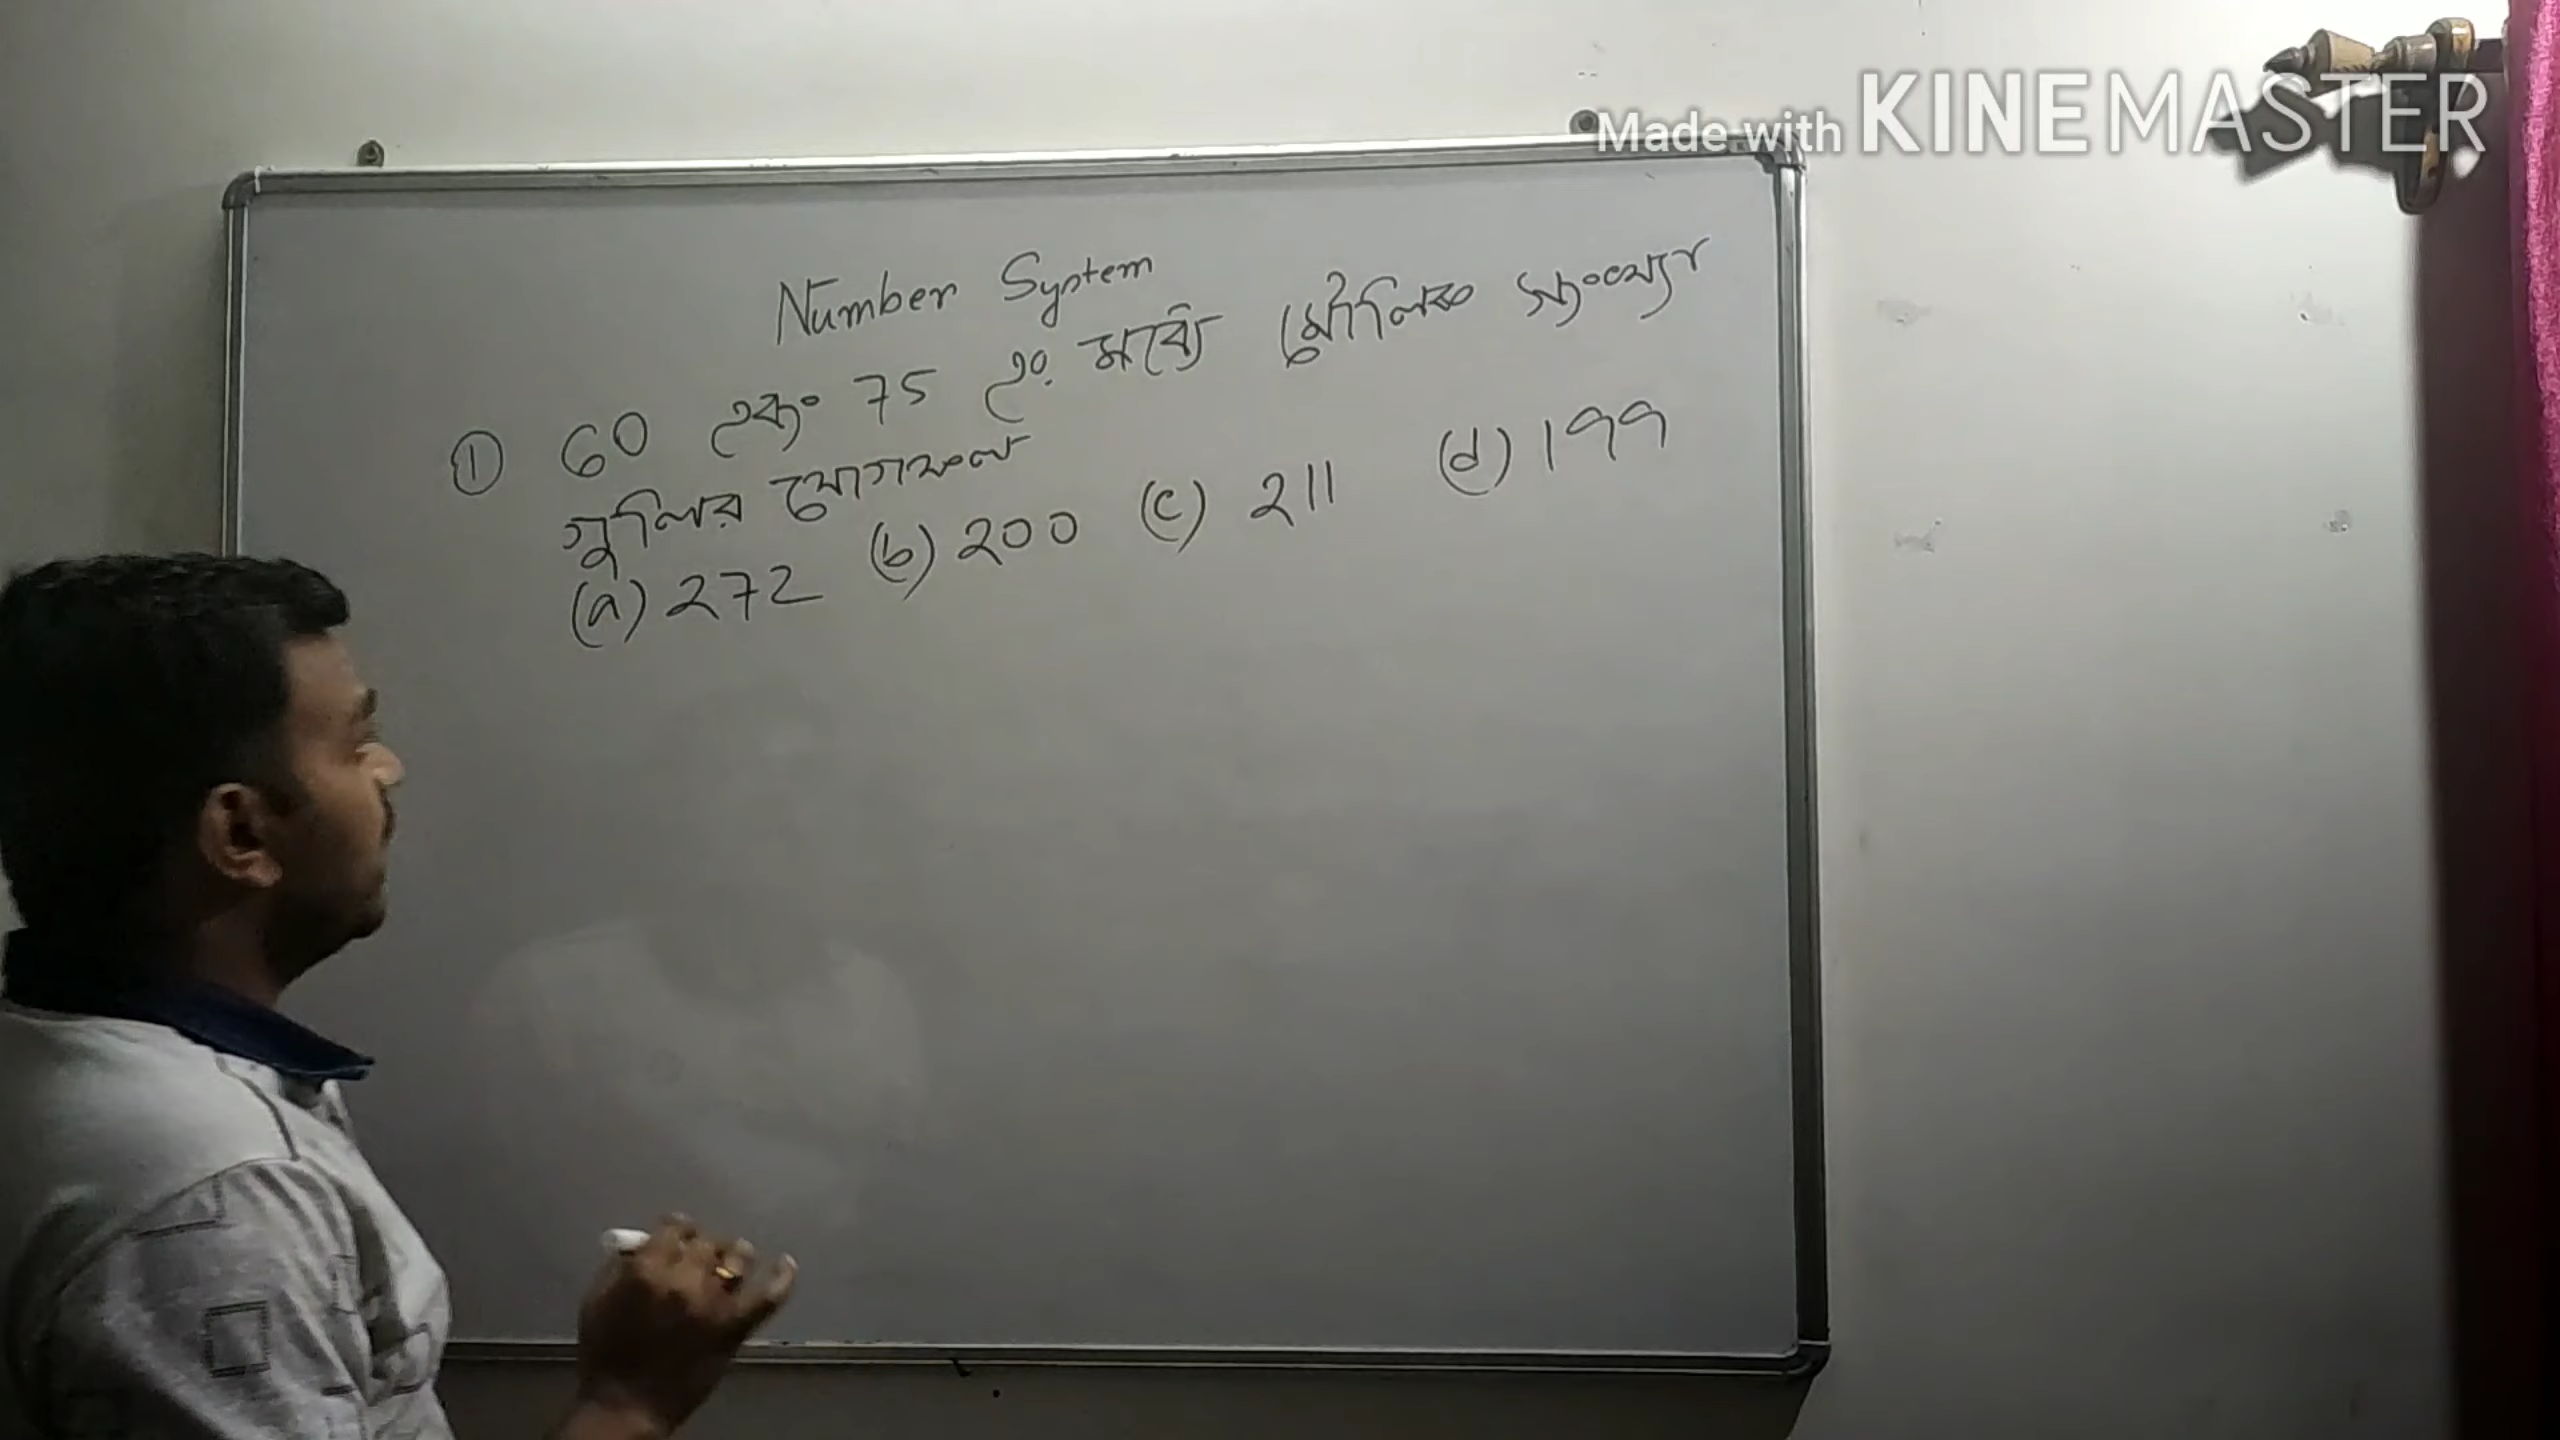 Made with KINEMASTER
Number System
① 60 এবং 75 এর মধ্যে মৌলিক সংখ্যার
গুলির যোগফল
(a) 272 (b) 200 (c) 211 (d) 199